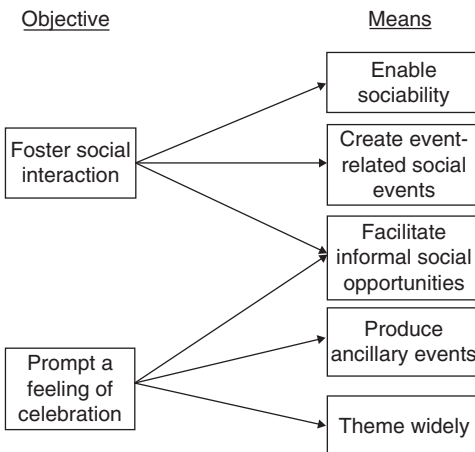 Objective
Means
Enable
sociability
Foster social
interaction
Create event-
related social
events
Facilitate
informal social
opportunities
Produce
ancillary events
Prompt a
feeling of
celebration
Theme widely